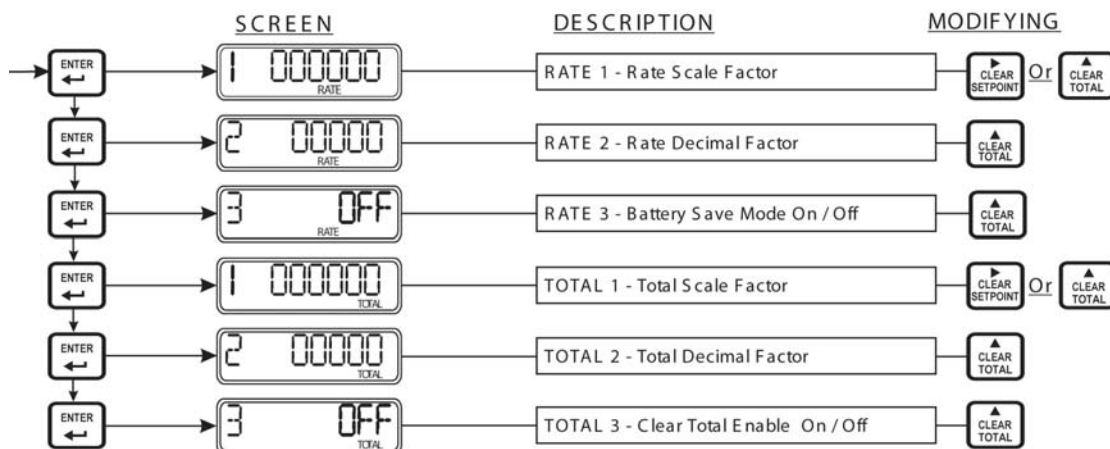 SCREEN DESCRIPTION MODIFYING
ENTER 1 000000 RATE RATE 1 - Rate Scale Factor CLEAR SETPOINT Or CLEAR TOTAL
ENTER 2 00000 RATE RATE 2 - Rate Decimal Factor CLEAR TOTAL
ENTER 3 OFF RATE RATE 3 - Battery Save Mode On / Off CLEAR TOTAL
ENTER 1 000000 TOTAL TOTAL 1 - Total Scale Factor CLEAR SETPOINT Or CLEAR TOTAL
ENTER 2 00000 TOTAL TOTAL 2 - Total Decimal Factor CLEAR TOTAL
ENTER 3 OFF TOTAL TOTAL 3 - Clear Total Enable On / Off CLEAR TOTAL